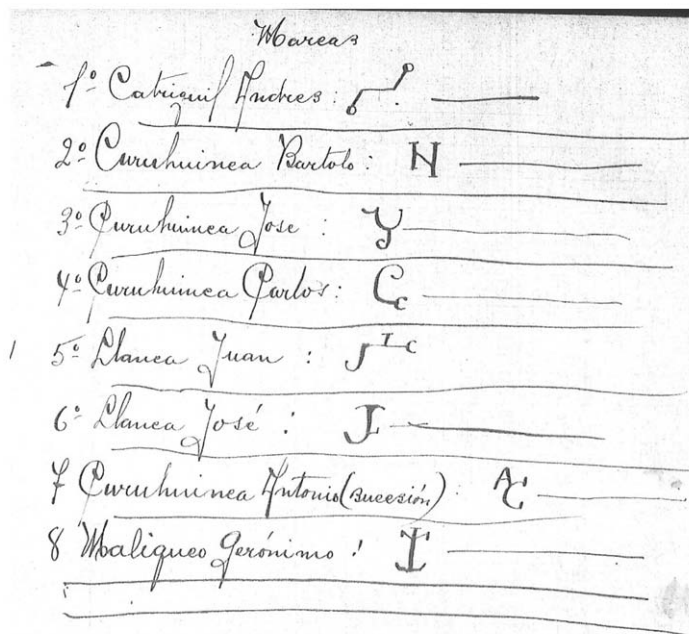 Marcas
1º Catriquil Andres:
2º Curuhuinca Bartolo: N
3º Curuhuinca Jose :
4º Curuhuinca Carlos: Cc
5º Llanca Juan : J L C
6º Llanca José :
7 Curuhuinca Antonio (sucesión) : AC
8 Maliqueo Gerónimo :